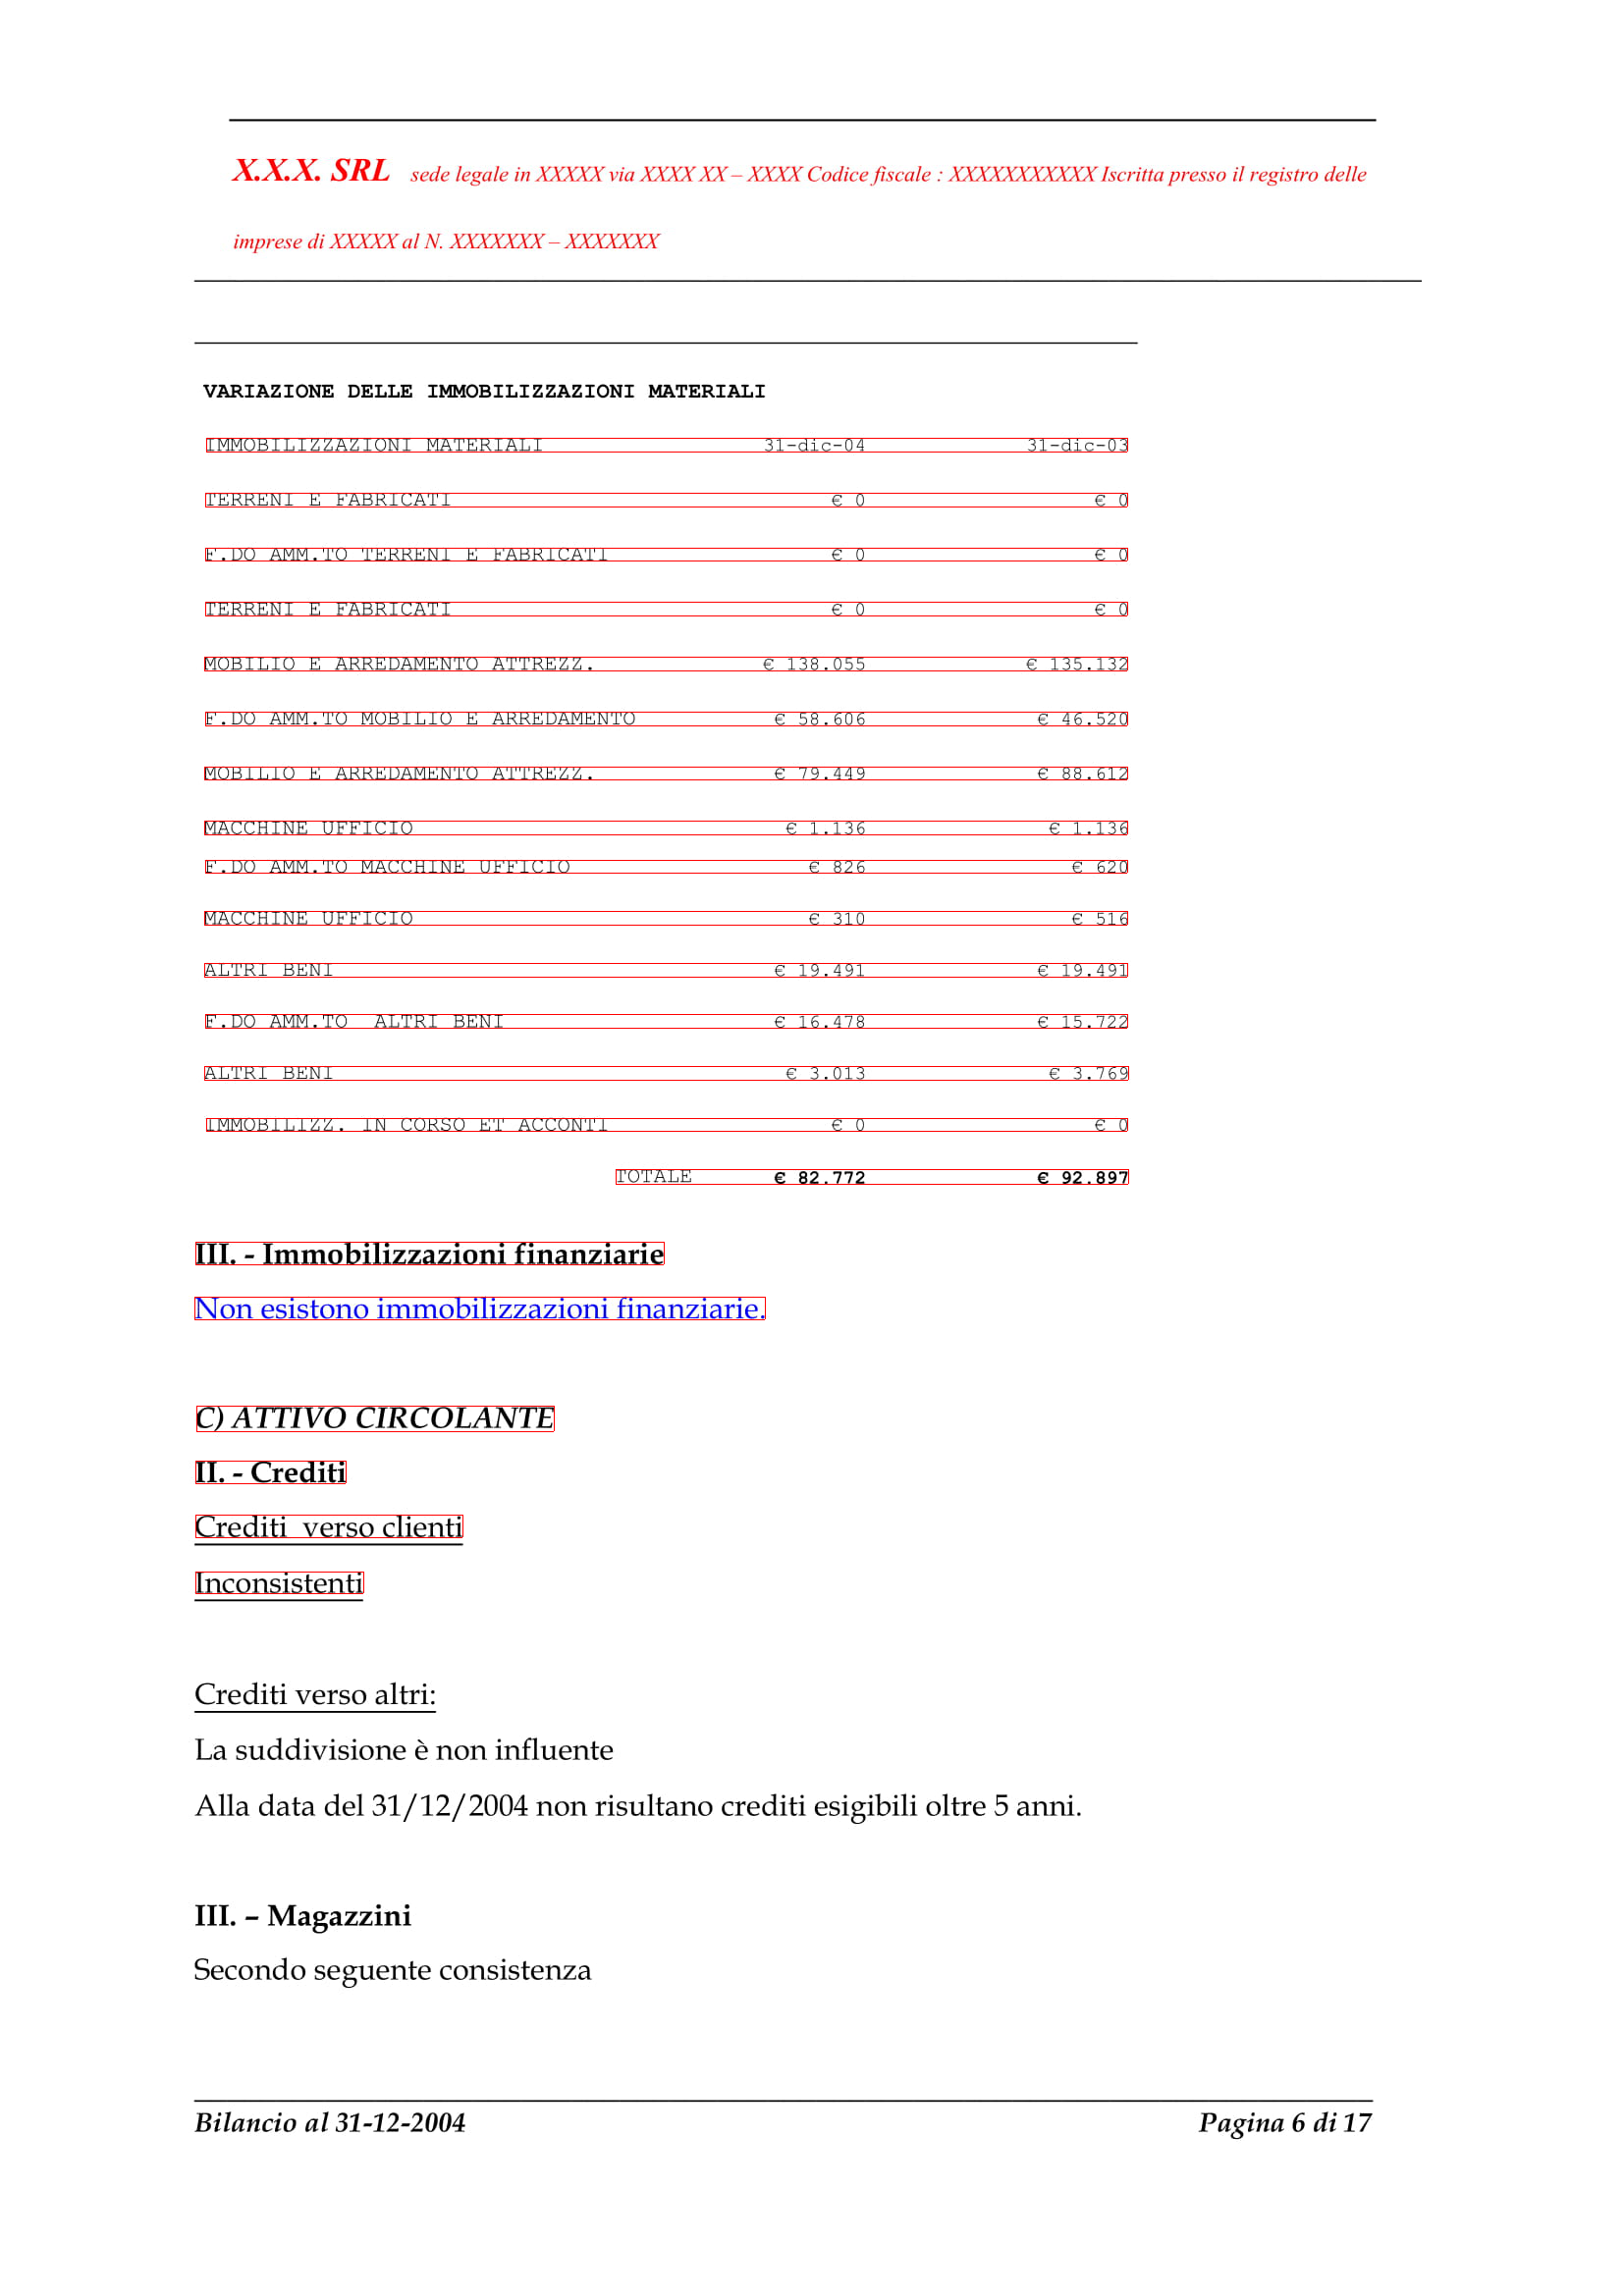 X.X.X. SRL sede legale in XXXXX via XXXX XX – XXXX Codice fiscale : XXXXXXXXXXX Iscritta presso il registro delle
imprese di XXXXX al N. XXXXXXX – XXXXXXX
VARIAZIONE DELLE IMMOBILIZZAZIONI MATERIALI
IMMOBILIZZAZIONI MATERIALI 31-dic-04 31-dic-03
TERRENI E FABRICATI € 0 € 0
F.DO AMM.TO TERRENI E FABRICATI € 0 € 0
TERRENI E FABRICATI € 0 € 0
MOBILIO E ARREDAMENTO ATTREZZ. € 138.055 € 135.132
F.DO AMM.TO MOBILIO E ARREDAMENTO € 58.606 € 46.520
MOBILIO E ARREDAMENTO ATTREZZ. € 79.449 € 88.612
MACCHINE UFFICIO € 1.136 € 1.136
F.DO AMM.TO MACCHINE UFFICIO € 826 € 620
MACCHINE UFFICIO € 310 € 516
ALTRI BENI € 19.491 € 19.491
F.DO AMM.TO  ALTRI BENI € 16.478 € 15.722
ALTRI BENI € 3.013 € 3.769
IMMOBILIZZ. IN CORSO ET ACCONTI € 0 € 0
TOTALE € 82.772 € 92.897
III. - Immobilizzazioni finanziarie
Non esistono immobilizzazioni finanziarie.
C) ATTIVO CIRCOLANTE
II. - Crediti
Crediti  verso clienti
Inconsistenti
Crediti verso altri:
La suddivisione è non influente
Alla data del 31/12/2004 non risultano crediti esigibili oltre 5 anni.
III. – Magazzini
Secondo seguente consistenza
Bilancio al 31-12-2004 Pagina 6 di 17